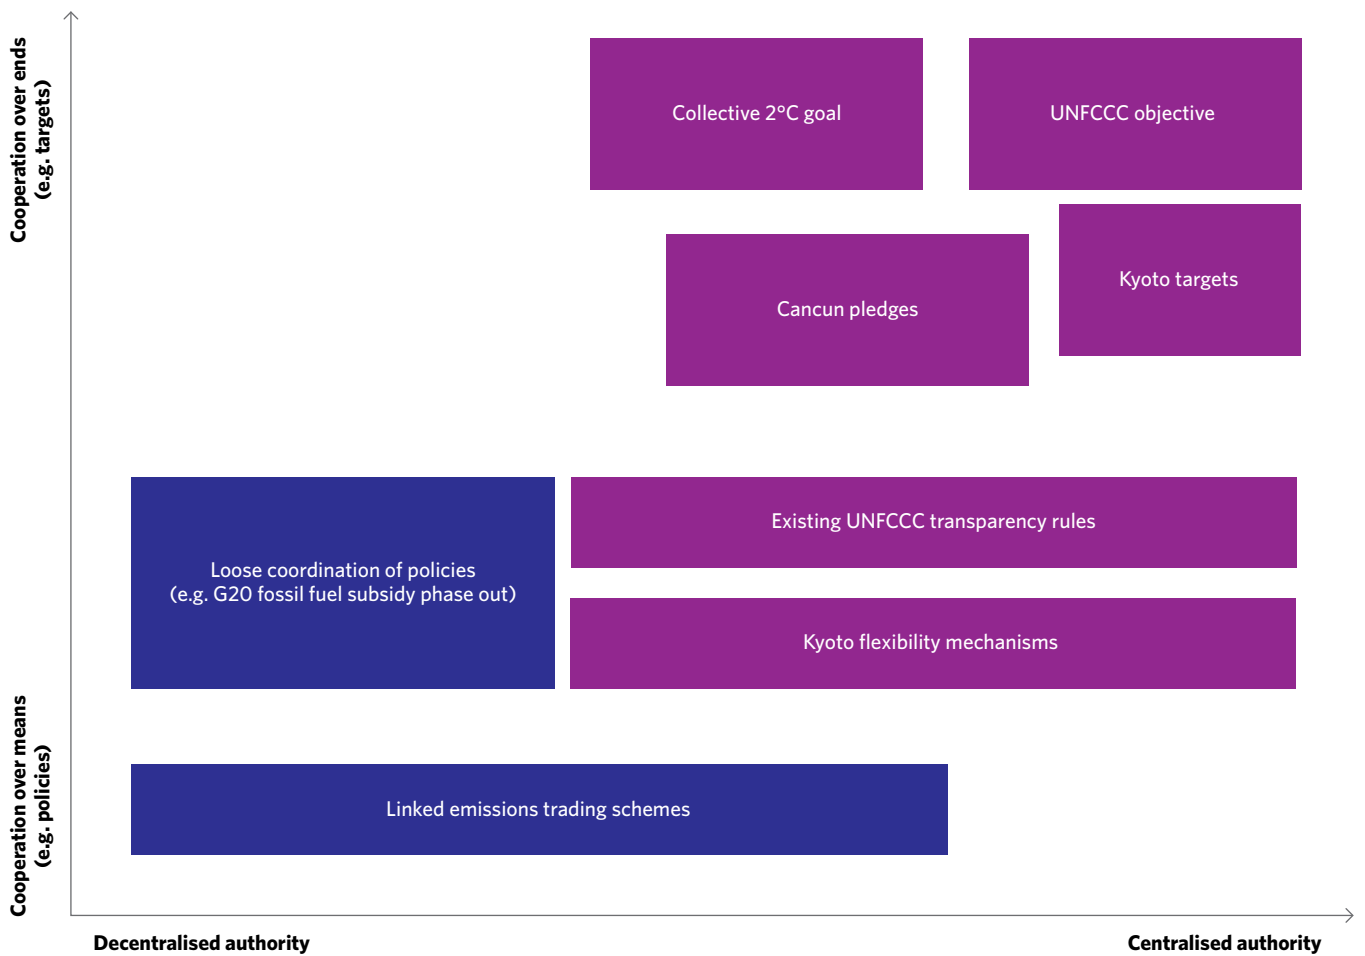 Cooperation over ends
(e.g. targets)
Collective 2°C goal
UNFCCC objective
Kyoto targets
Cancun pledges
Existing UNFCCC transparency rules
Loose coordination of policies
(e.g. G20 fossil fuel subsidy phase out)
Kyoto flexibility mechanisms
Cooperation over means
(e.g. policies)
Linked emissions trading schemes
Decentralised authority
Centralised authority